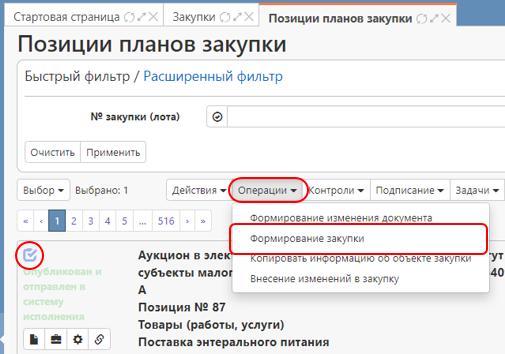 Стартовая страница Закупки Позиции планов закупки
Позиции планов закупки
Быстрый фильтр / Расширенный фильтр
№ закупки (лота)
Очистить Применить
Выбор Выбрано: 1 Действия Операции Контроли Подписание Задачи
« ‹ 1 2 3 4 5 ... 516 › »
Формирование изменения документа
Формирование закупки
Копировать информацию об объекте закупки
Внесение изменений в закупку
Опубликован и
отправлен в
систему
исполнения
Аукцион в элек
субъекты малог
А
Позиция № 87
Товары (работы, услуги)
Поставка энтерального питания